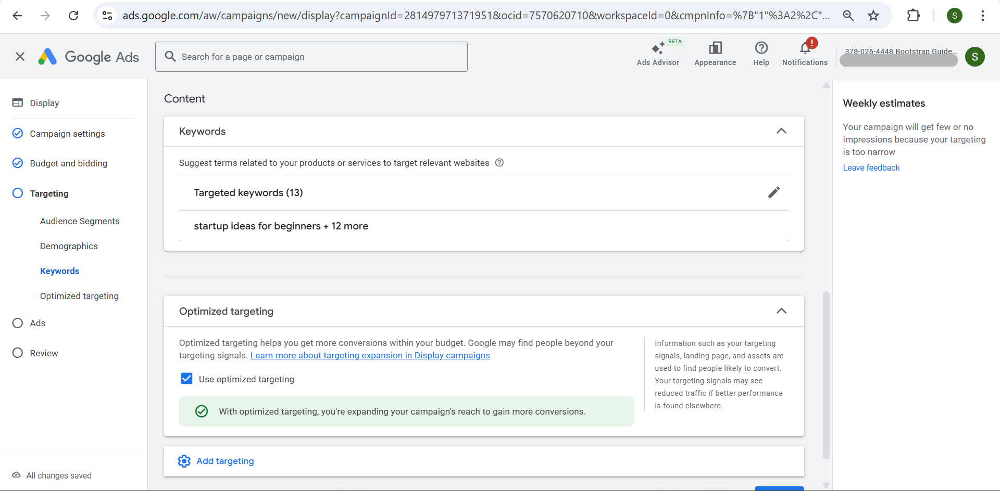 ads.google.com/aw/campaigns/new/display?campaignId=281497971371951&ocid=7570620710&workspaceId=0&cmpnInfo=%7B"1"%3A2%2C"...
S
Google Ads
Search for a page or campaign
BETA
Ads Advisor
Appearance
Help
!
Notifications
378-026-4448 Bootstrap Guide...
S
Display
Campaign settings
Budget and bidding
Targeting
Audience Segments
Demographics
Keywords
Optimized targeting
Ads
Review
All changes saved
Content
Keywords
Suggest terms related to your products or services to target relevant websites
Targeted keywords (13)
startup ideas for beginners + 12 more
Optimized targeting
Optimized targeting helps you get more conversions within your budget. Google may find people beyond your
targeting signals. Learn more about targeting expansion in Display campaigns
Use optimized targeting
With optimized targeting, you're expanding your campaign's reach to gain more conversions.
Information such as your targeting
signals, landing page, and assets are
used to find people likely to convert.
Your targeting signals may see
reduced traffic if better performance
is found elsewhere.
Add targeting
Weekly estimates
Your campaign will get few or no
impressions because your targeting
is too narrow
Leave feedback